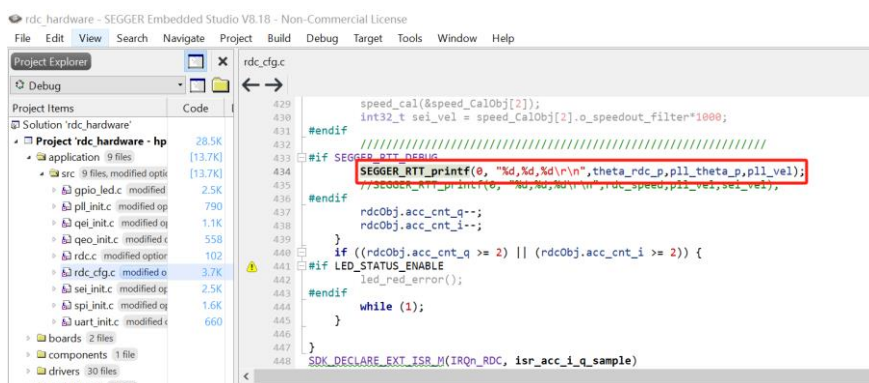 rdc_hardware - SEGGER Embedded Studio V8.18 - Non-Commercial License
File Edit View Search Navigate Project Build Debug Target Tools Window Help
Project Explorer
Debug
Project Items Code
Solution 'rdc_hardware'
Project 'rdc_hardware - hp 28.5K
application 9 files [13.7K]
src 9 files, modified optic [13.7K]
gpio_led.c modified 2.5K
pll_init.c modified op 790
qei_init.c modified op 1.1K
qeo_init.c modified c 558
rdc.c modified option 102
rdc_cfg.c modified o 3.7K
sei_init.c modified op 2.5K
spi_init.c modified op 1.6K
uart_init.c modified c 660
boards 2 files
components 1 file
drivers 30 files
rdc_cfg.c
429 speed_cal(&speed_CalObj[2]);
430 int32_t sei_vel = speed_CalObj[2].o_speedout_filter*1000;
431 #endif
432 ///////////////////////////////////////////////////////////////
433 #if SEGGER_RTT_DEBUG
434 SEGGER_RTT_printf(0, "%d,%d,%d\r\n",theta_rdc_p,pll_theta_p,pll_vel);
435 //SEGGER_RTT_printf(0, "%d,%d,%d\r\n",rdc_speed,pll_vel,sei_vel);
436 #endif
437 rdcObj.acc_cnt_q--;
438 rdcObj.acc_cnt_i--;
439 }
440 if ((rdcObj.acc_cnt_q >= 2) || (rdcObj.acc_cnt_i >= 2)) {
441 #if LED_STATUS_ENABLE
442 led_red_error();
443 #endif
444 while (1);
445 }
446
447 }
448 SDK_DECLARE_EXT_ISR_M(IRQn_RDC, isr_acc_i_q_sample)